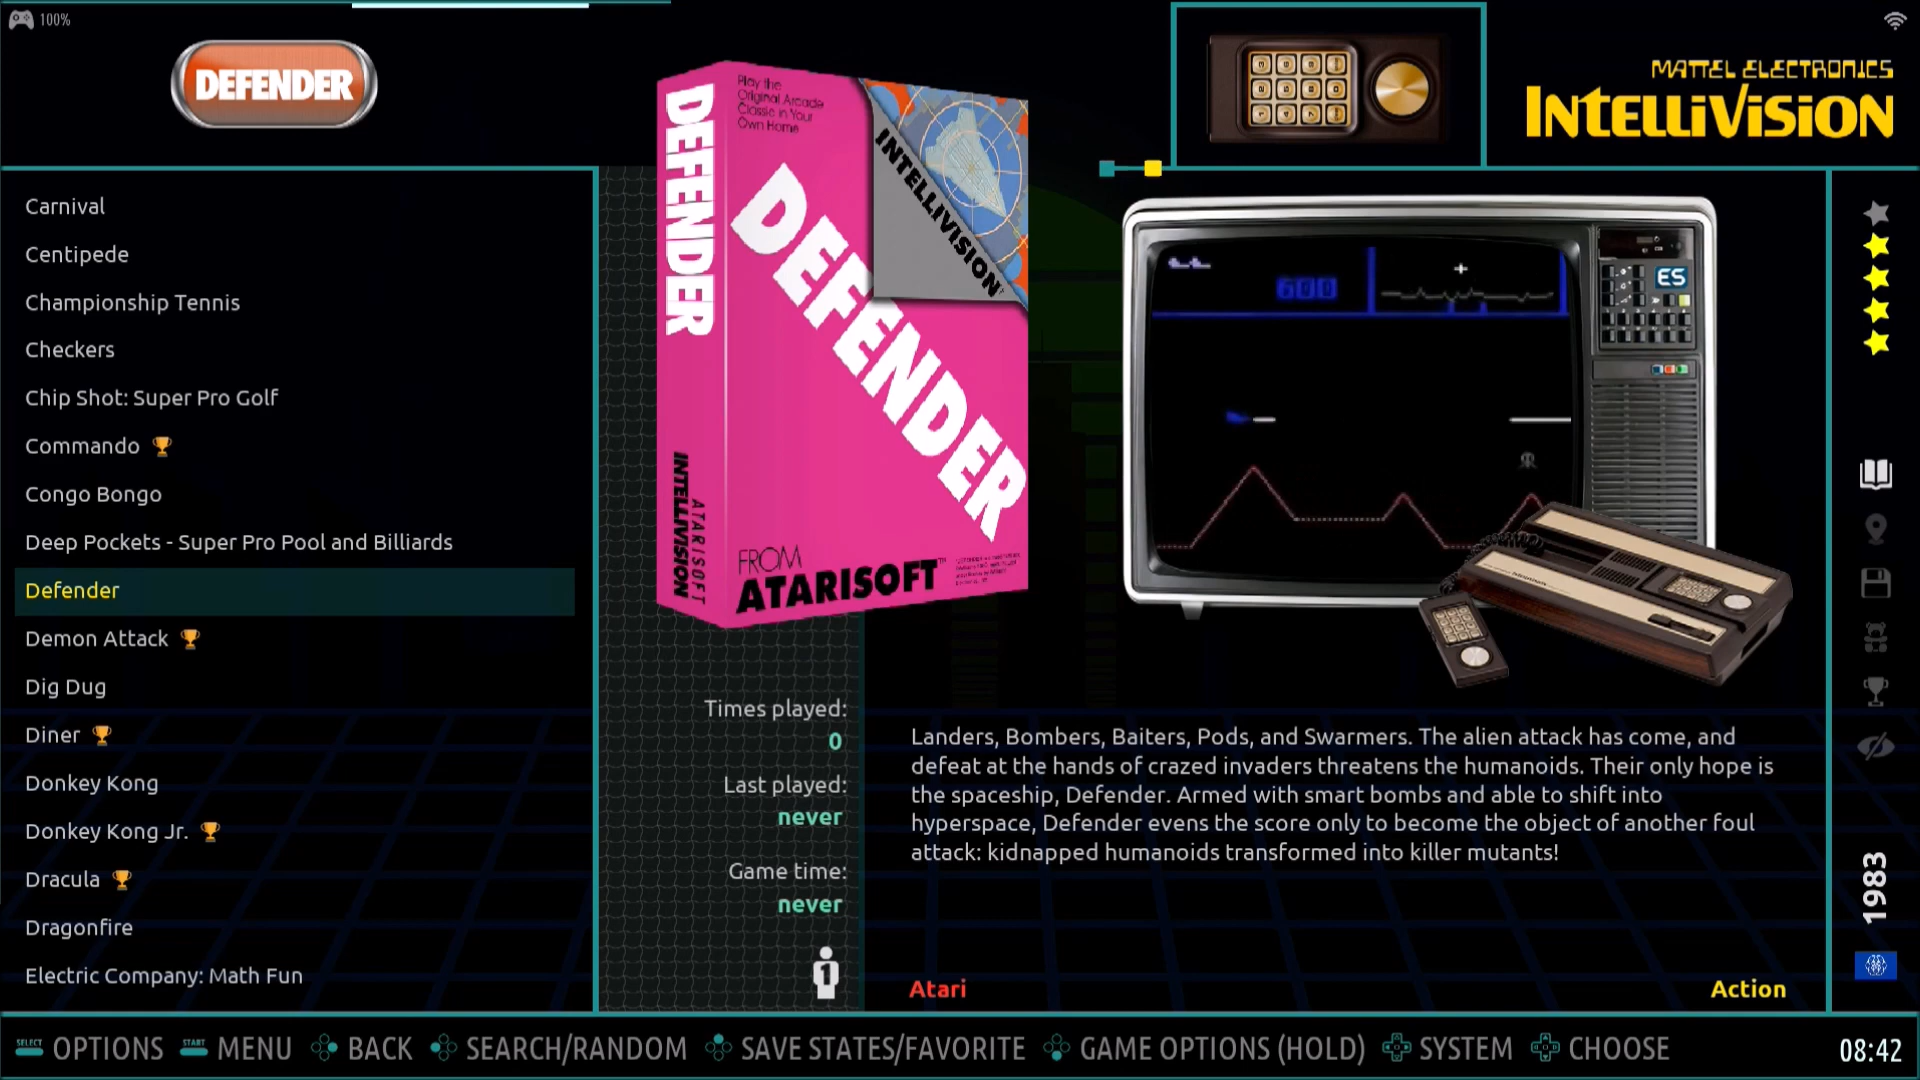 100%
DEFENDER
MATTEL ELECTRONICS
INTELLIVISION
Carnival
Centipede
Championship Tennis
Checkers
Chip Shot: Super Pro Golf
Commando
Congo Bongo
Deep Pockets - Super Pro Pool and Billiards
Defender
Demon Attack
Dig Dug
Diner
Donkey Kong
Donkey Kong Jr.
Dracula
Dragonfire
Electric Company: Math Fun
DEFENDER
ATARISOFT
INTELLIVISION
Play the
Original Arcade
Classic in Your
Own Home
INTELLIVISION
DEFENDER
FROM
ATARISOFT™
600
ES
Times played:
0
Last played:
never
Game time:
never
1
Landers, Bombers, Baiters, Pods, and Swarmers. The alien attack has come, and
defeat at the hands of crazed invaders threatens the humanoids. Their only hope is
the spaceship, Defender. Armed with smart bombs and able to shift into
hyperspace, Defender evens the score only to become the object of another foul
attack: kidnapped humanoids transformed into killer mutants!
Atari
Action
1983
SELECT OPTIONS START MENU BACK SEARCH/RANDOM SAVE STATES/FAVORITE GAME OPTIONS (HOLD) SYSTEM CHOOSE 08:42